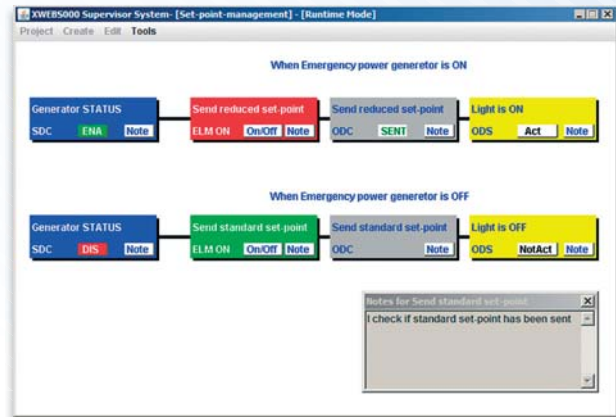 XWEBS000 Supervisor System- [Set-point-management] - [Runtime Mode]
Project Create Edit Tools
When Emergency power generator is ON
Generator STATUS
SDC ENA Note
Send reduced set-point
ELM ON On/Off Note
Send reduced set-point
ODC SENT Note
Light is ON
ODS Act Note
When Emergency power generator is OFF
Generator STATUS
SDC DIS Note
Send standard set-point
ELM ON On/Off Note
Send standard set-point
ODC Note
Light is OFF
ODS NotAct Note
Notes for Send standard set-point
I check if standard set-point has been sent